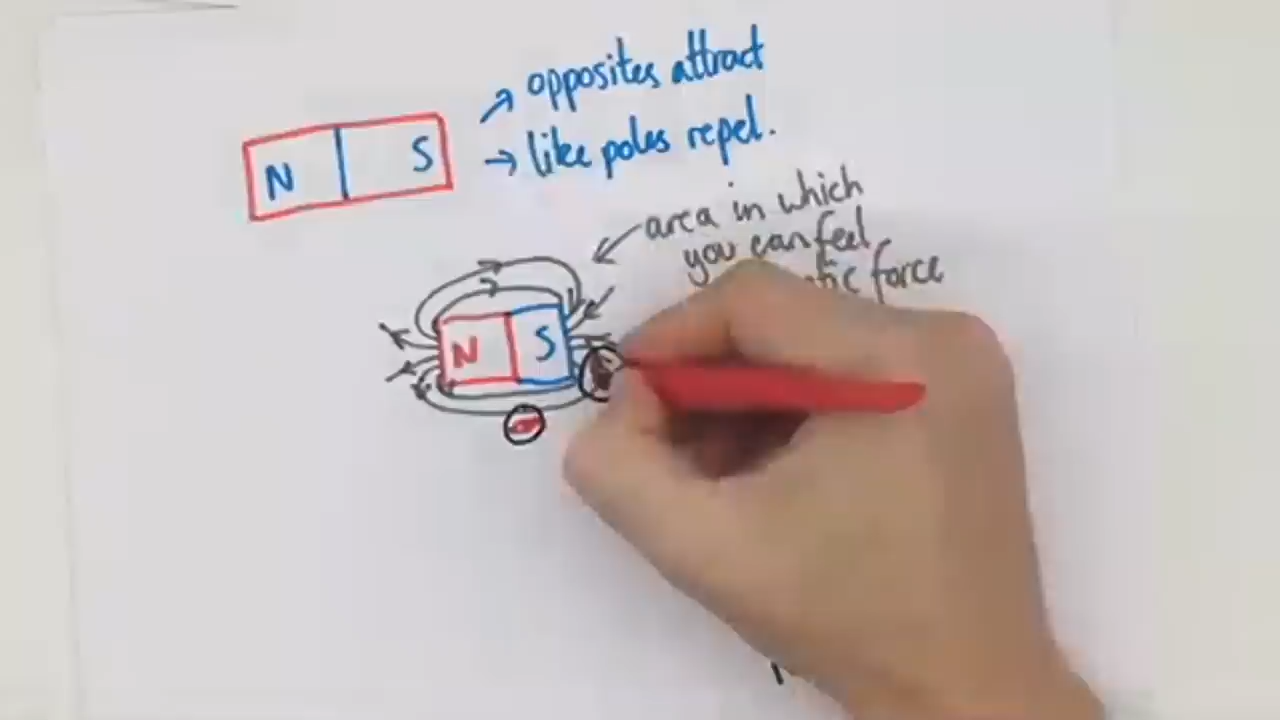 opposites attract
N S
like poles repel.
area in which
you can feel
force
N S